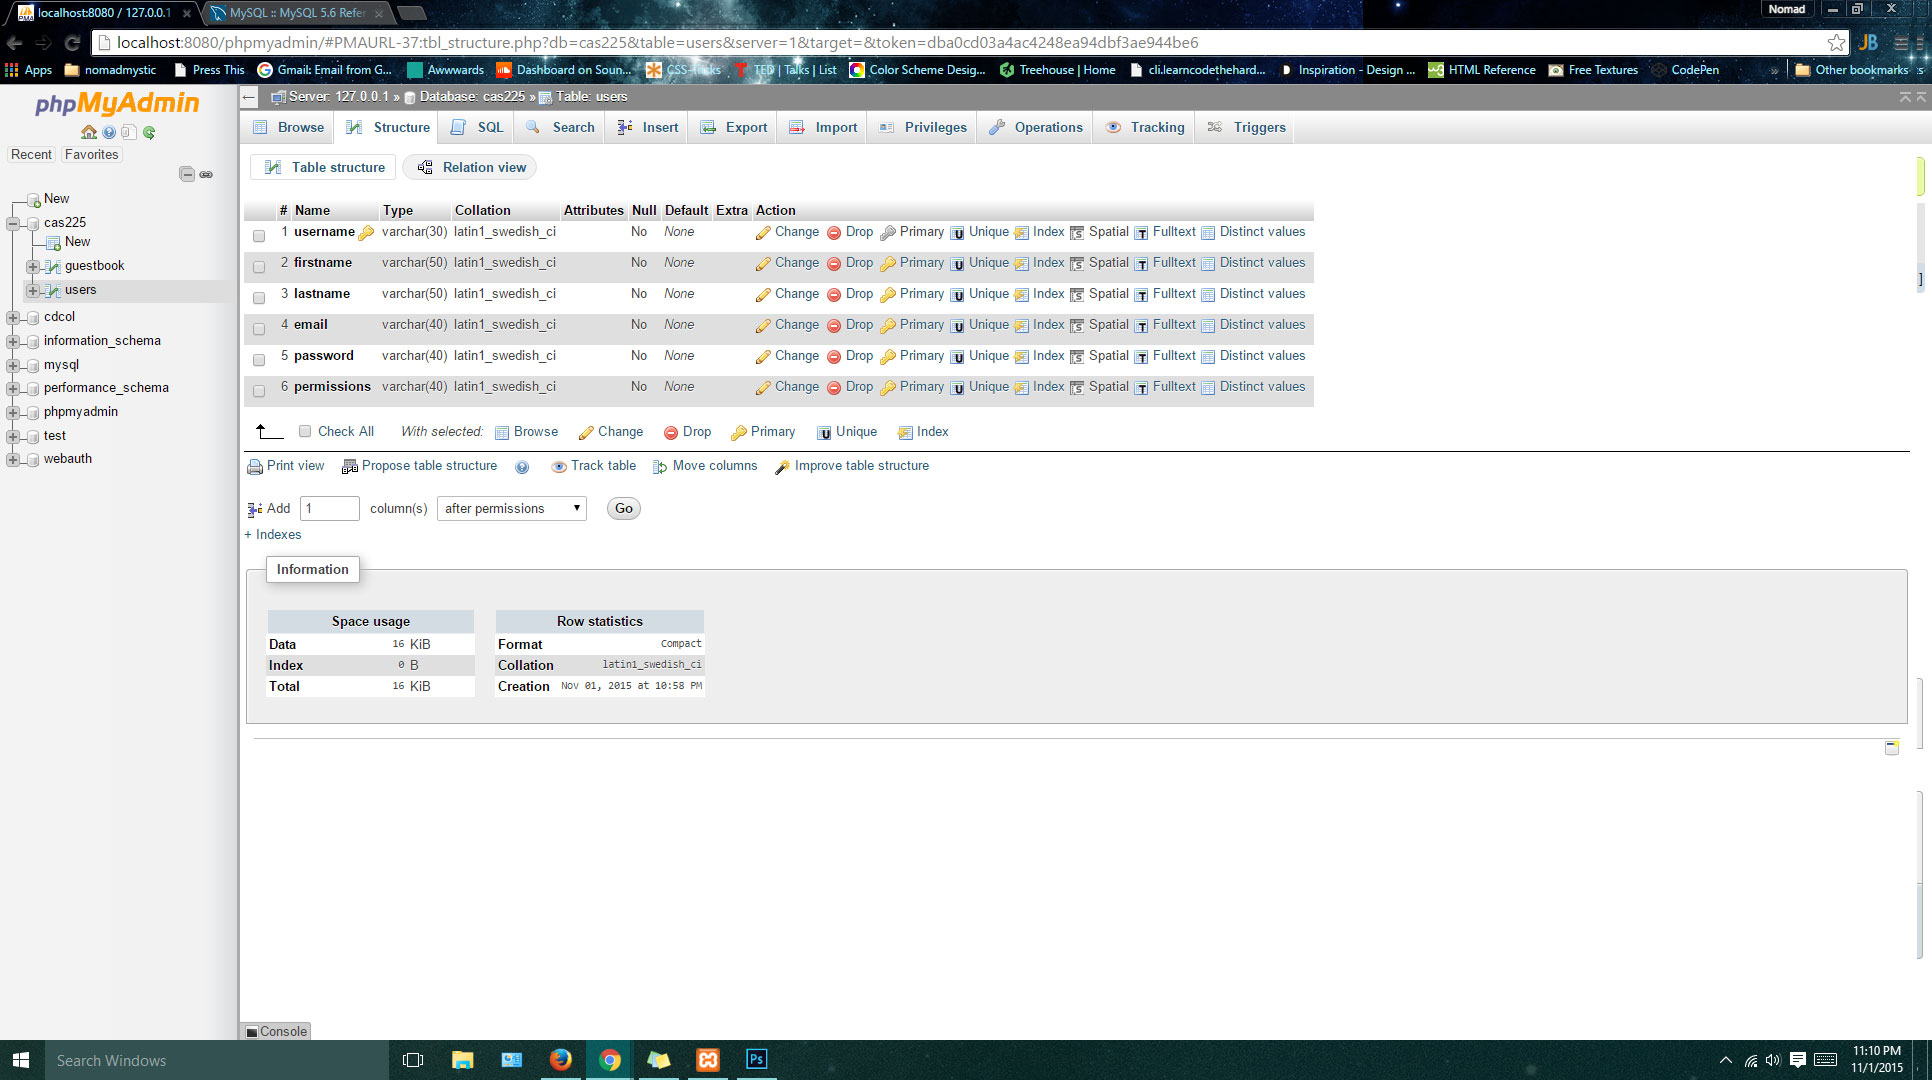 localhost:8080 / 127.0.0.1
MySQL :: MySQL 5.6 Refer
Nomad
localhost:8080/phpmyadmin/#PMAURL-37:tbl_structure.php?db=cas225&table=users&server=1&target=&token=dba0cd03a4ac4248ea94dbf3ae944be6
JB
Apps nomadmystic Press This Gmail: Email from G... Awwwards Dashboard on Soun... CSS-Tricks TED | Talks | List Color Scheme Desig... Treehouse | Home cli.learncodethehard... Inspiration - Design ... HTML Reference Free Textures CodePen » Other bookmarks
phpMyAdmin
Recent Favorites
New
cas225
New
guestbook
users
cdcol
information_schema
mysql
performance_schema
phpmyadmin
test
webauth
Server: 127.0.0.1 » Database: cas225 » Table: users
Browse Structure SQL Search Insert Export Import Privileges Operations Tracking Triggers
Table structure Relation view
# Name Type Collation Attributes Null Default Extra Action
1 username varchar(30) latin1_swedish_ci No None Change Drop Primary Unique Index Spatial Fulltext Distinct values
2 firstname varchar(50) latin1_swedish_ci No None Change Drop Primary Unique Index Spatial Fulltext Distinct values
3 lastname varchar(50) latin1_swedish_ci No None Change Drop Primary Unique Index Spatial Fulltext Distinct values
4 email varchar(40) latin1_swedish_ci No None Change Drop Primary Unique Index Spatial Fulltext Distinct values
5 password varchar(40) latin1_swedish_ci No None Change Drop Primary Unique Index Spatial Fulltext Distinct values
6 permissions varchar(40) latin1_swedish_ci No None Change Drop Primary Unique Index Spatial Fulltext Distinct values
Check All With selected: Browse Change Drop Primary Unique Index
Print view Propose table structure Track table Move columns Improve table structure
Add 1 column(s) after permissions Go
+ Indexes
Information
Space usage
Data 16 KiB
Index 0 B
Total 16 KiB
Row statistics
Format Compact
Collation latin1_swedish_ci
Creation Nov 01, 2015 at 10:58 PM
Console
Search Windows
Ps
11:10 PM
11/1/2015